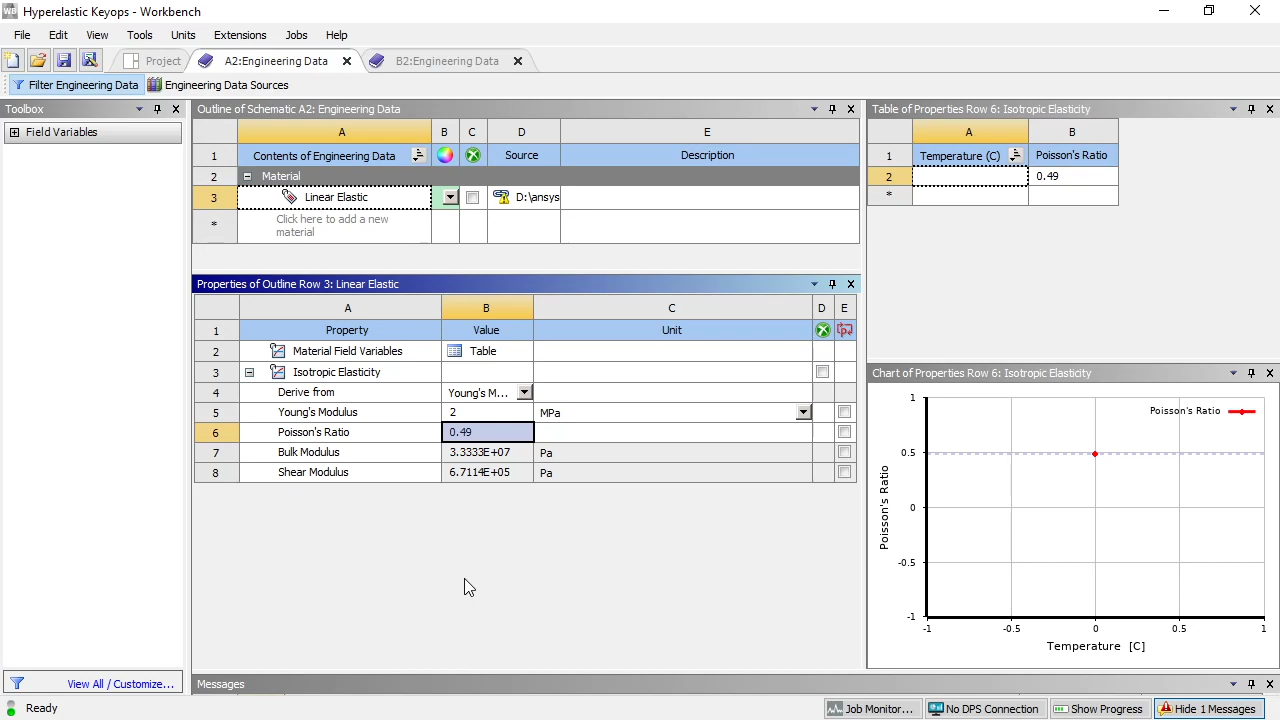 Hyperelastic Keyops - Workbench
File Edit View Tools Units Extensions Jobs Help
Project A2:Engineering Data B2:Engineering Data
Filter Engineering Data Engineering Data Sources
Toolbox
Field Variables
View All / Customize...
Outline of Schematic A2: Engineering Data
A B C D E
1 Contents of Engineering Data Source Description
2 Material
3 Linear Elastic D:\ansys
* Click here to add a new material
Properties of Outline Row 3: Linear Elastic
A B C D E
1 Property Value Unit
2 Material Field Variables Table
3 Isotropic Elasticity
4 Derive from Young's M...
5 Young's Modulus 2 MPa
6 Poisson's Ratio 0.49
7 Bulk Modulus 3.3333E+07 Pa
8 Shear Modulus 6.7114E+05 Pa
Table of Properties Row 6: Isotropic Elasticity
A B
1 Temperature (C) Poisson's Ratio
2 0.49
*
Chart of Properties Row 6: Isotropic Elasticity
Poisson's Ratio
1
0.5
0
-0.5
-1
Poisson's Ratio
-1 -0.5 0 0.5 1
Temperature [C]
Messages
Ready Job Monitor... No DPS Connection Show Progress Hide 1 Messages